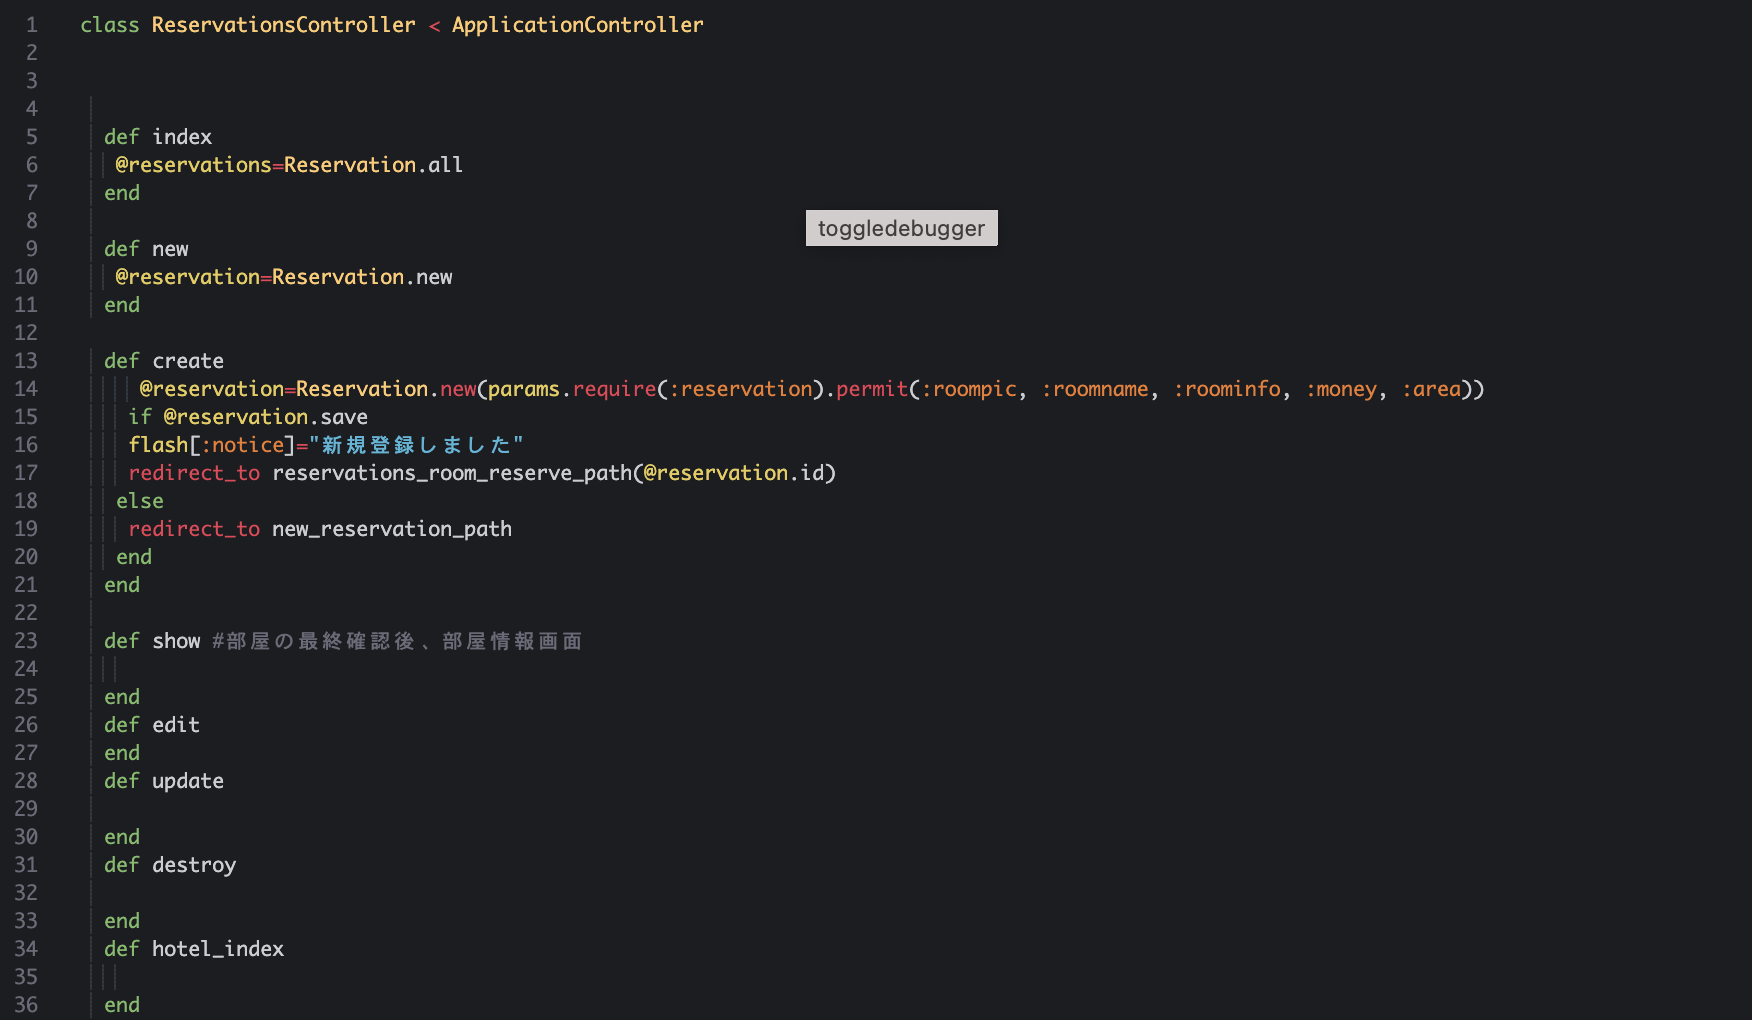 1 class ReservationsController < ApplicationController
2
3
4
5 def index
6 @reservations=Reservation.all
7 end
8
toggledebugger
9 def new
10 @reservation=Reservation.new
11 end
12
13 def create
14 @reservation=Reservation.new(params.require(:reservation).permit(:roompic, :roomname, :roominfo, :money, :area))
15 if @reservation.save
16 flash[:notice]="新規登録しました"
17 redirect_to reservations_room_reserve_path(@reservation.id)
18 else
19 redirect_to new_reservation_path
20 end
21 end
22
23 def show #部屋の最終確認後、部屋情報画面
24
25 end
26 def edit
27 end
28 def update
29
30 end
31 def destroy
32
33 end
34 def hotel_index
35
36 end